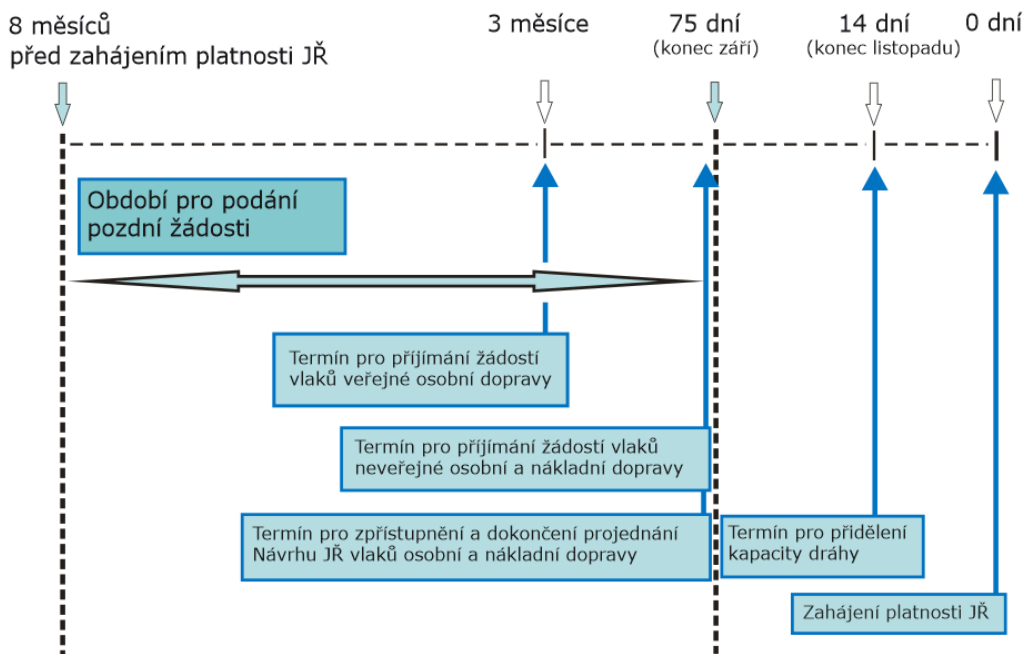 8 měsíců
před zahájením platnosti JŘ
3 měsíce
75 dní
(konec září)
14 dní
(konec listopadu)
0 dní
Období pro podání
pozdní žádosti
Termín pro příjímání žádostí
vlaků veřejné osobní dopravy
Termín pro příjímání žádostí vlaků
neveřejné osobní a nákladní dopravy
Termín pro zpřístupnění a dokončení projednání
Návrhu JŘ vlaků osobní a nákladní dopravy
Termín pro přidělení
kapacity dráhy
Zahájení platnosti JŘ